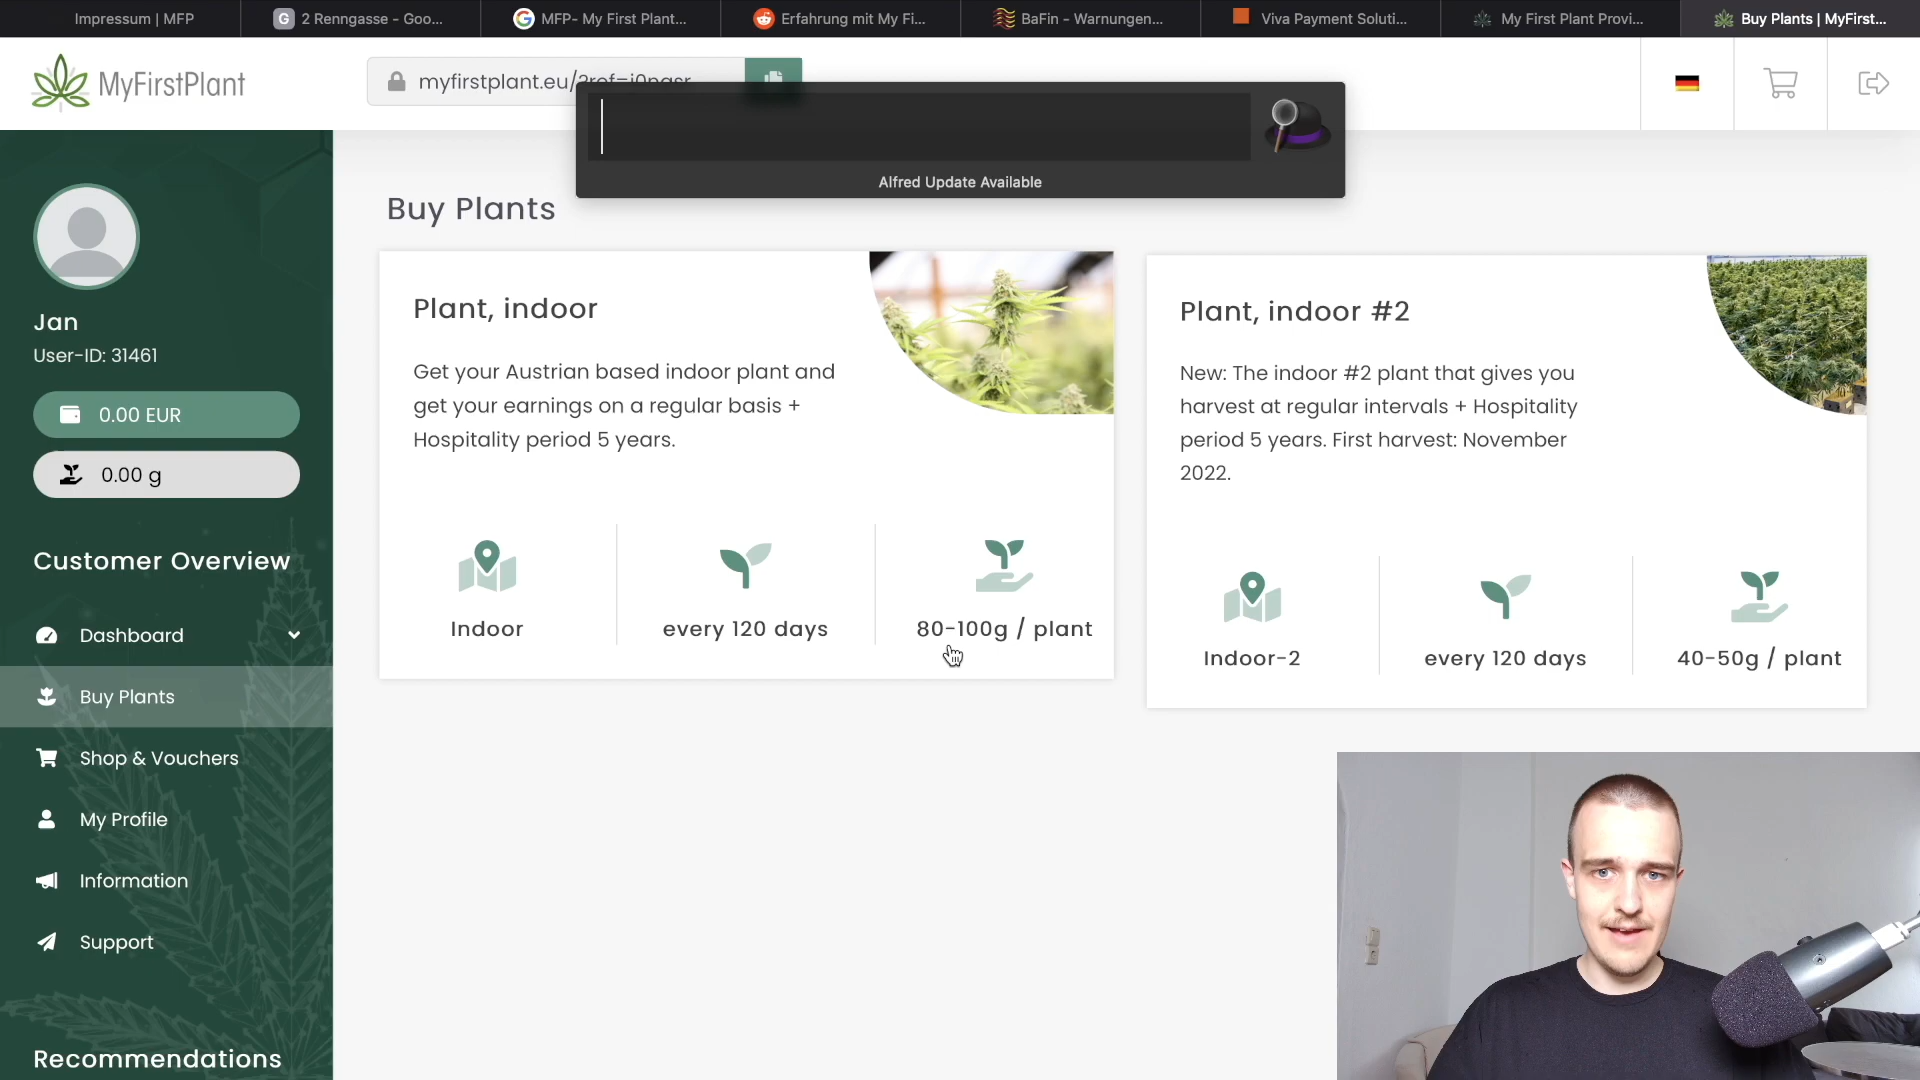 Impressum | MFP
2 Renngasse - Goo...
MFP- My First Plant...
Erfahrung mit My Fi...
BaFin - Warnungen...
Viva Payment Soluti...
My First Plant Provi...
Buy Plants | MyFirst...
MyFirstPlant
myfirstplant.eu/?ref=j0nasr
Alfred Update Available
Jan
User-ID: 31461
0.00 EUR
0.00 g
Customer Overview
Dashboard
Buy Plants
Shop & Vouchers
My Profile
Information
Support
Recommendations
Buy Plants
Plant, indoor
Get your Austrian based indoor plant and
get your earnings on a regular basis +
Hospitality period 5 years.
Indoor
every 120 days
80-100g / plant
Plant, indoor #2
New: The indoor #2 plant that gives you
harvest at regular intervals + Hospitality
period 5 years. First harvest: November
2022.
Indoor-2
every 120 days
40-50g / plant